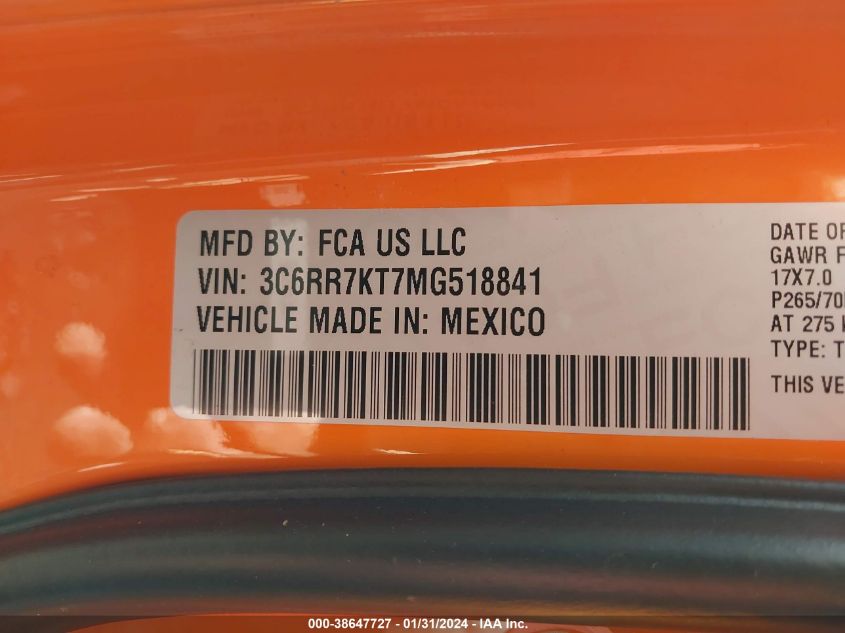 MFD BY: FCA US LLC
VIN: 3C6RR7KT7MG518841
VEHICLE MADE IN: MEXICO
DATE OF
GAWR F
17X7.0
P265/70
AT 275
TYPE: T
THIS VE
000-38647727 - 01/31/2024 - IAA Inc.